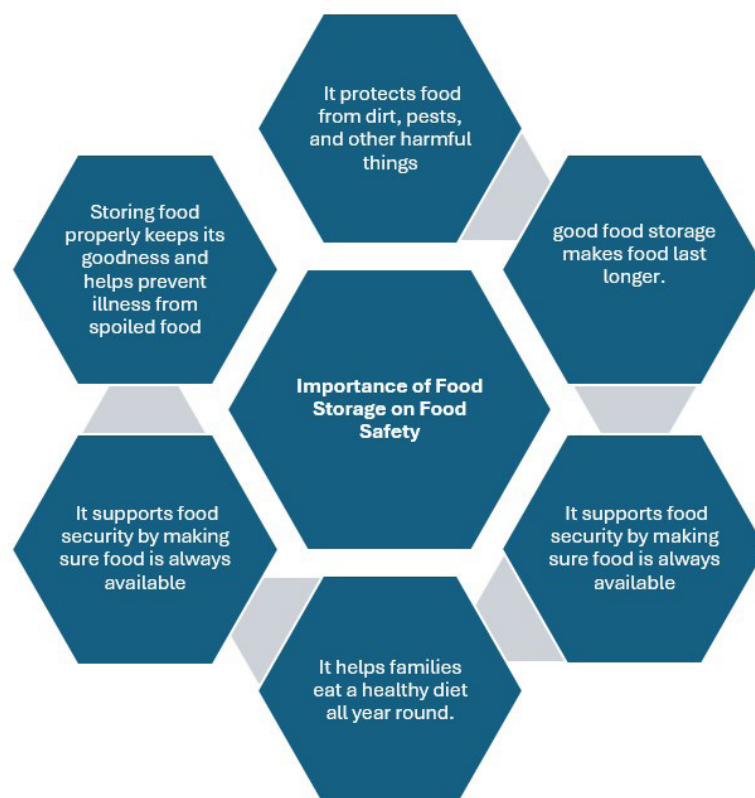 It protects food
from dirt, pests,
and other harmful
things
good food storage
makes food last
longer.
It supports food
security by making
sure food is always
available
It helps families
eat a healthy diet
all year round.
It supports food
security by making
sure food is always
available
Storing food
properly keeps its
goodness and
helps prevent
illness from
spoiled food
Importance of Food
Storage on Food
Safety